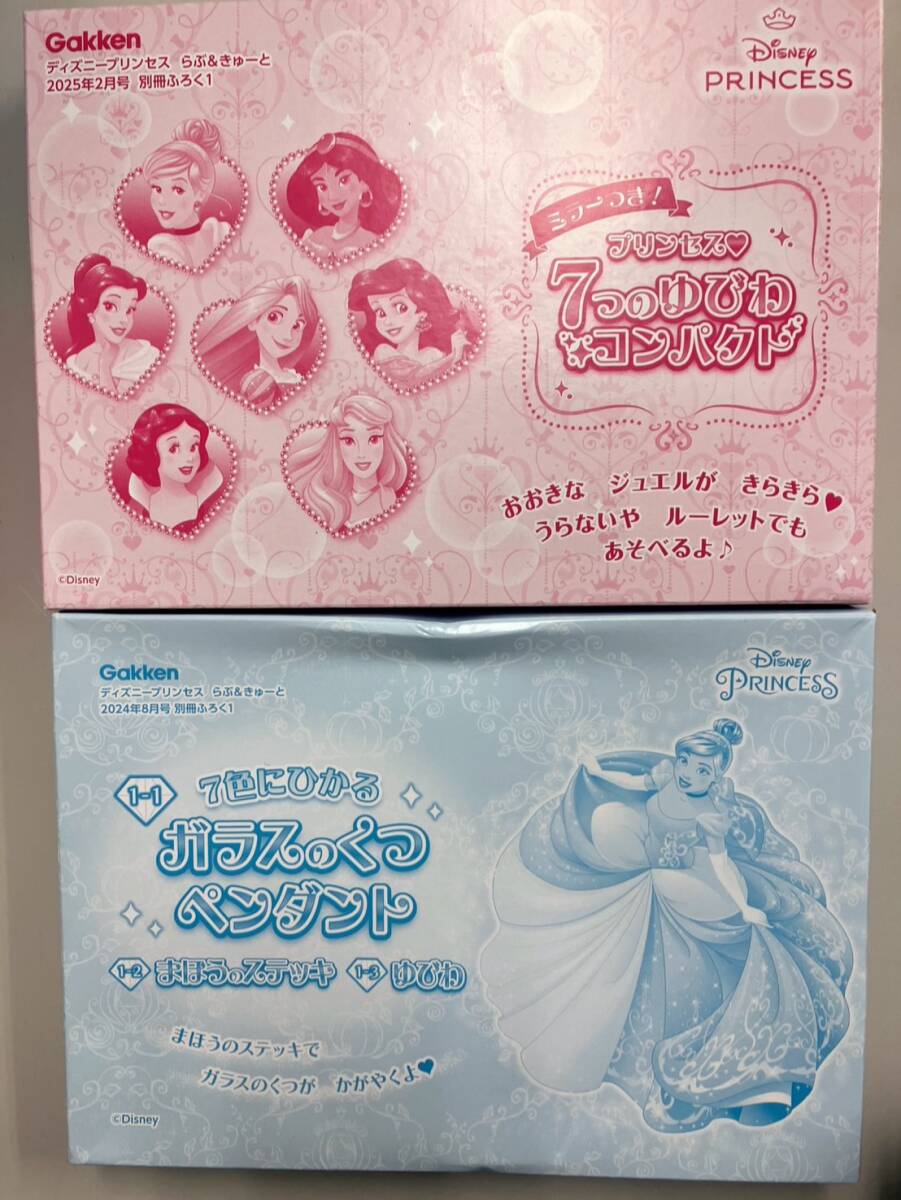 Gakken
ディズニープリンセス らぶ&きゅーと
2025年2月号 別冊ふろく1
Disney
PRINCESS
ミラーつき!
プリンセス♥
7つのゆびわ
コンパクト
おおきな ジュエルが きらきら♥
うらないや ルーレットでも
あそべるよ♪
©Disney
Gakken
ディズニープリンセス らぶ&きゅーと
2024年8月号 別冊ふろく1
Disney
PRINCESS
1-1 7色にひかる
ガラスのくつ
ペンダント
1-2 まほうのステッキ 1-3 ゆびわ
まほうのステッキで
ガラスのくつが かがやくよ♥
©Disney